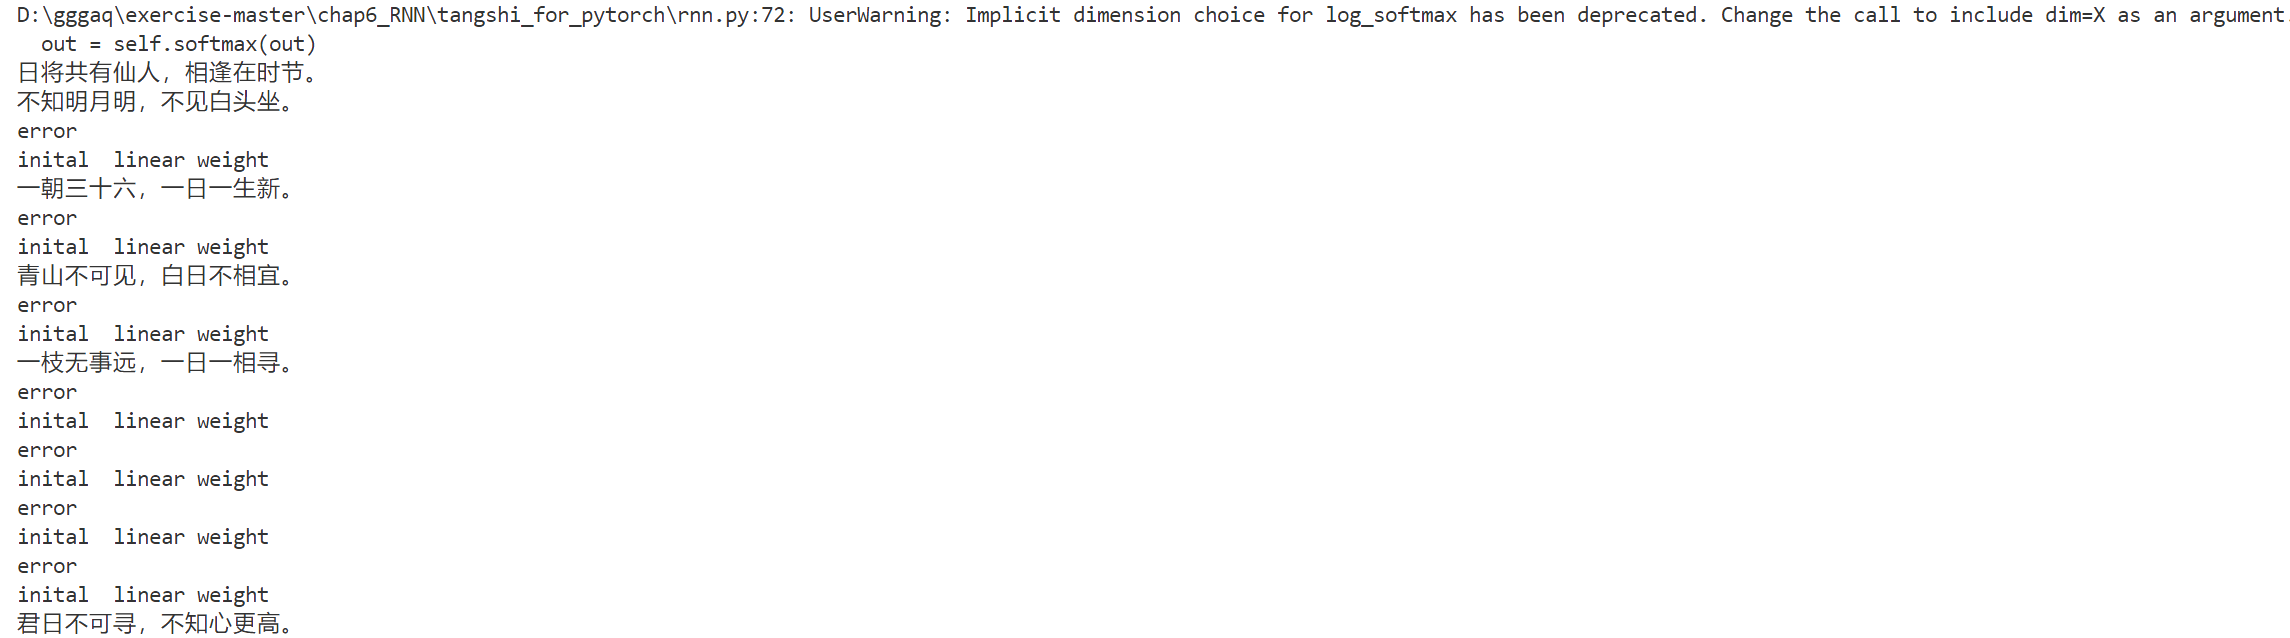 D:\gggaq\exercise-master\chap6_RNN\tangshi_for_pytorch\rnn.py:72: UserWarning: Implicit dimension choice for log_softmax has been deprecated. Change the call to include dim=X as an argument.
  out = self.softmax(out)
日将共有仙人，相逢在时节。
不知明月明，不见白头坐。
error
inital  linear weight
一朝三十六，一日一生新。
error
inital  linear weight
青山不可见，白日不相宜。
error
inital  linear weight
一枝无事远，一日一相寻。
error
inital  linear weight
error
inital  linear weight
error
inital  linear weight
error
inital  linear weight
君日不可寻，不知心更高。